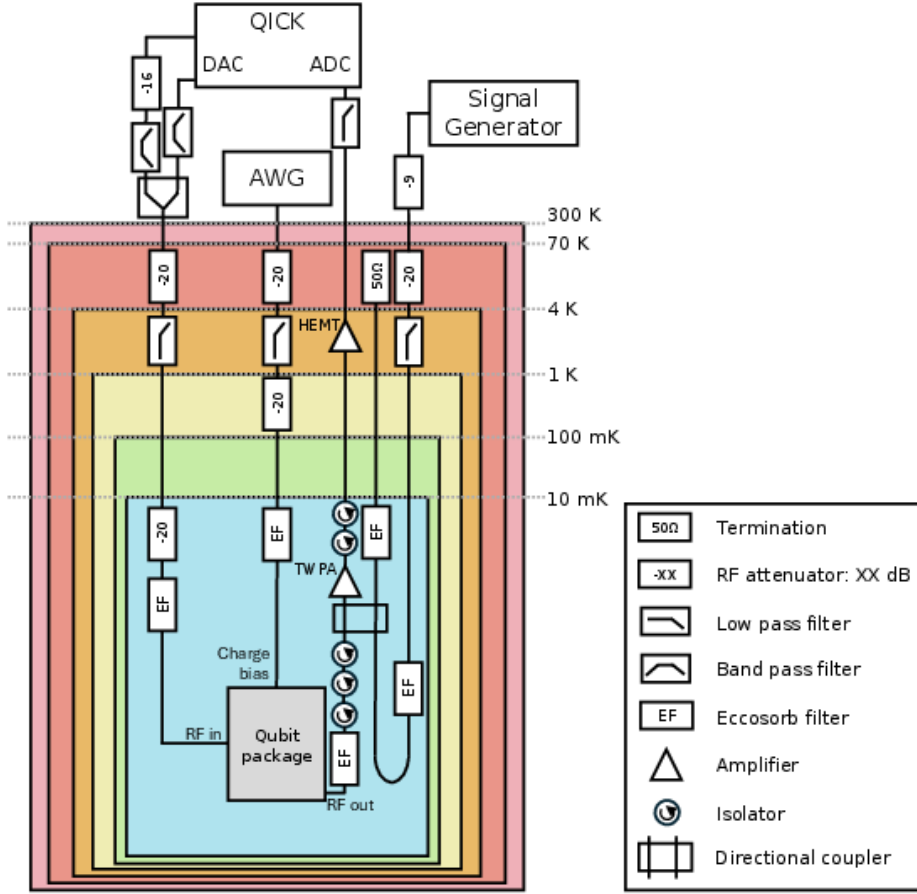 QICK
DAC ADC
-16
Signal
Generator
AWG
-9
300 K
70 K
-20
-20
50Ω
-20
4 K
HEMT
1 K
-20
100 mK
10 mK
-20
EF
EF
TWPA
EF
Charge
bias
EF
RF in
Qubit
package
EF
RF out
50Ω Termination
-XX RF attenuator: XX dB
Low pass filter
Band pass filter
EF Eccosorb filter
Amplifier
Isolator
Directional coupler